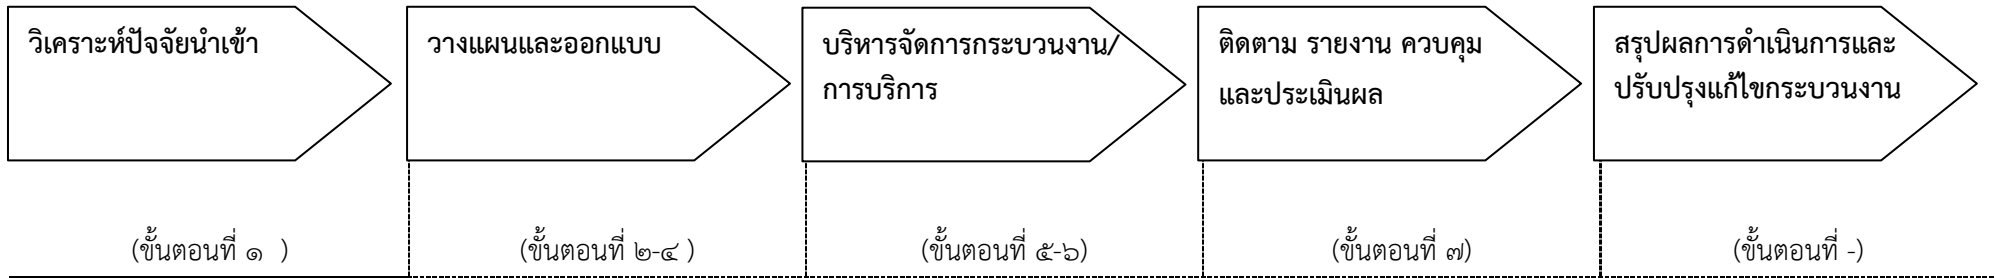 วิเคราะห์ปัจจัยนำเข้า
วางแผนและออกแบบ
บริหารจัดการกระบวนงาน/
การบริการ
ติดตาม รายงาน ควบคุม
และประเมินผล
สรุปผลการดำเนินการและ
ปรับปรุงแก้ไขกระบวนงาน
(ขั้นตอนที่ ๑ )
(ขั้นตอนที่ ๒-๔ )
(ขั้นตอนที่ ๕-๖)
(ขั้นตอนที่ ๗)
(ขั้นตอนที่ -)